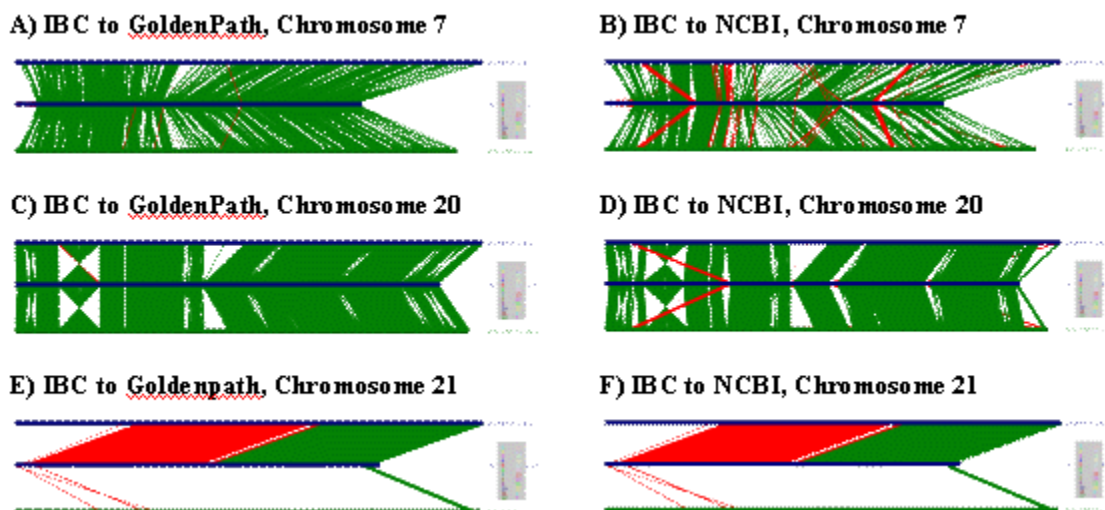 A) IBC to GoldenPath, Chromosome 7
B) IBC to NCBI, Chromosome 7
C) IBC to GoldenPath, Chromosome 20
D) IBC to NCBI, Chromosome 20
E) IBC to Goldenpath, Chromosome 21
F) IBC to NCBI, Chromosome 21